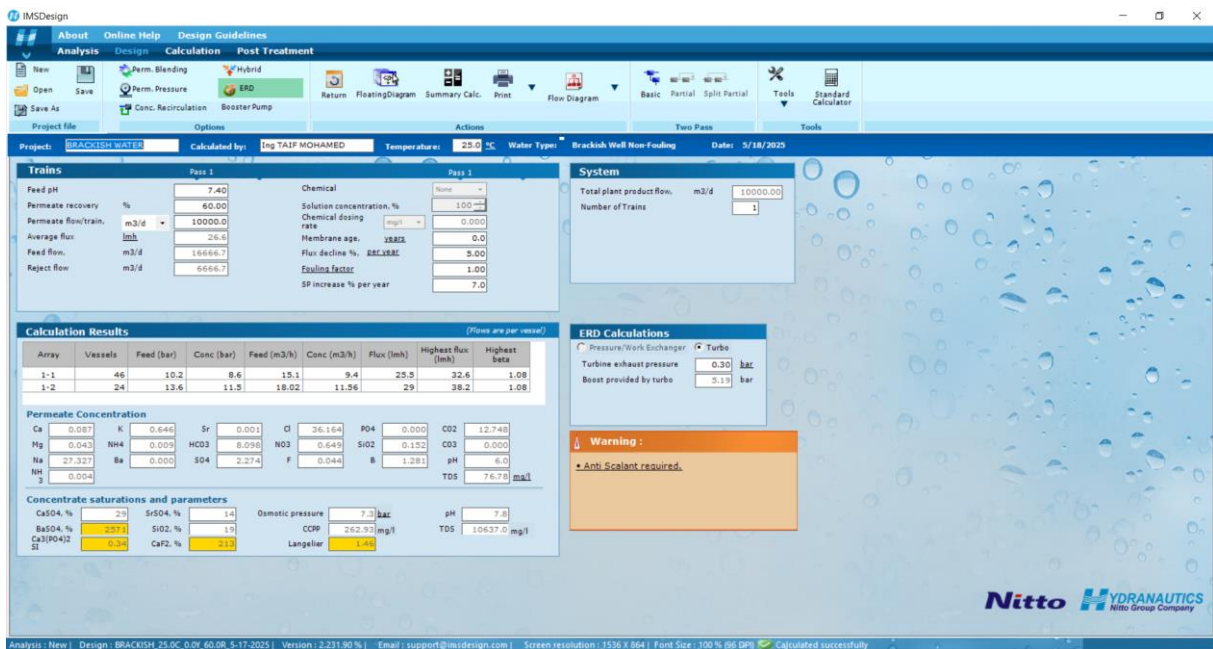 IMSDesign
About Online Help Design Guidelines
Analysis Design Calculation Post Treatment
New Save Perm. Blending Hybrid
Open Perm. Pressure ERD
Save As Conc. Recirculation Booster Pump
Return FloatingDiagram Summary Calc. Print Flow Diagram Basic Partial Split Partial Tools Standard Calculator
Project file Options Actions Two Pass Tools
Project: BRACKISH WATER Calculated by: Ing TAIF MOHAMED Temperature: 25.0 ºC Water Type: Brackish Well Non-Fouling Date: 5/18/2025
Trains Pass 1 Pass 1
Feed pH 7.40 Chemical None
Permeate recovery % 60.00 Solution concentration, % 100
Permeate flow/train, m3/d 10000.0 Chemical dosing rate mg/l 0.000
Average flux lmh 26.6 Membrane age, years 0.0
Feed flow, m3/d 16666.7 Flux decline %, per year 5.00
Reject flow m3/d 6666.7 Fouling factor 1.00
SP increase % per year 7.0
System
Total plant product flow, m3/d 10000.00
Number of Trains 1
Calculation Results (Flows are per vessel)
Array Vessels Feed (bar) Conc (bar) Feed (m3/h) Conc (m3/h) Flux (lmh) Highest flux (lmh) Highest beta
1-1 46 10.2 8.6 15.1 9.4 25.5 32.6 1.08
1-2 24 13.6 11.5 18.02 11.56 29 38.2 1.08
Permeate Concentration
Ca 0.087 K 0.646 Sr 0.001 Cl 36.164 PO4 0.000 CO2 12.748
Mg 0.043 NH4 0.009 HCO3 8.098 NO3 0.649 SiO2 0.152 CO3 0.000
Na 27.327 Ba 0.000 SO4 2.274 F 0.044 B 1.281 pH 6.0
NH3 0.004 TDS 76.78 mg/l
Concentrate saturations and parameters
CaSO4, % 29 SrSO4, % 14 Osmotic pressure 7.3 bar pH 7.8
BaSO4, % 2571 SiO2, % 19 CCPP 262.93 mg/l TDS 10637.0 mg/l
Ca3(PO4)2 SI 0.34 CaF2, % 213 Langelier 1.46
ERD Calculations
Pressure/Work Exchanger Turbo
Turbine exhaust pressure 0.30 bar
Boost provided by turbo 5.19 bar
Warning :
• Anti Scalant required.
Nitto HYDRANAUTICS
Nitto Group Company
Analysis : New | Design : BRACKISH_25.0C_0.0Y_60.0R_5-17-2025 | Version : 2.231.90 % | Email : support@imsdesign.com | Screen resolution : 1536 X 864 | Font Size : 100 % (96 DPI) Calculated successfully